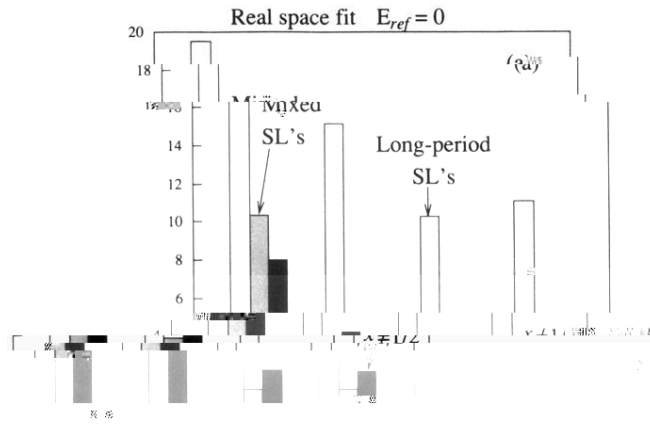 Real space fit E_ref = 0
20
18
(a)
16
Mixed
SL's
14
Long-period
SL's
12
10
8
6